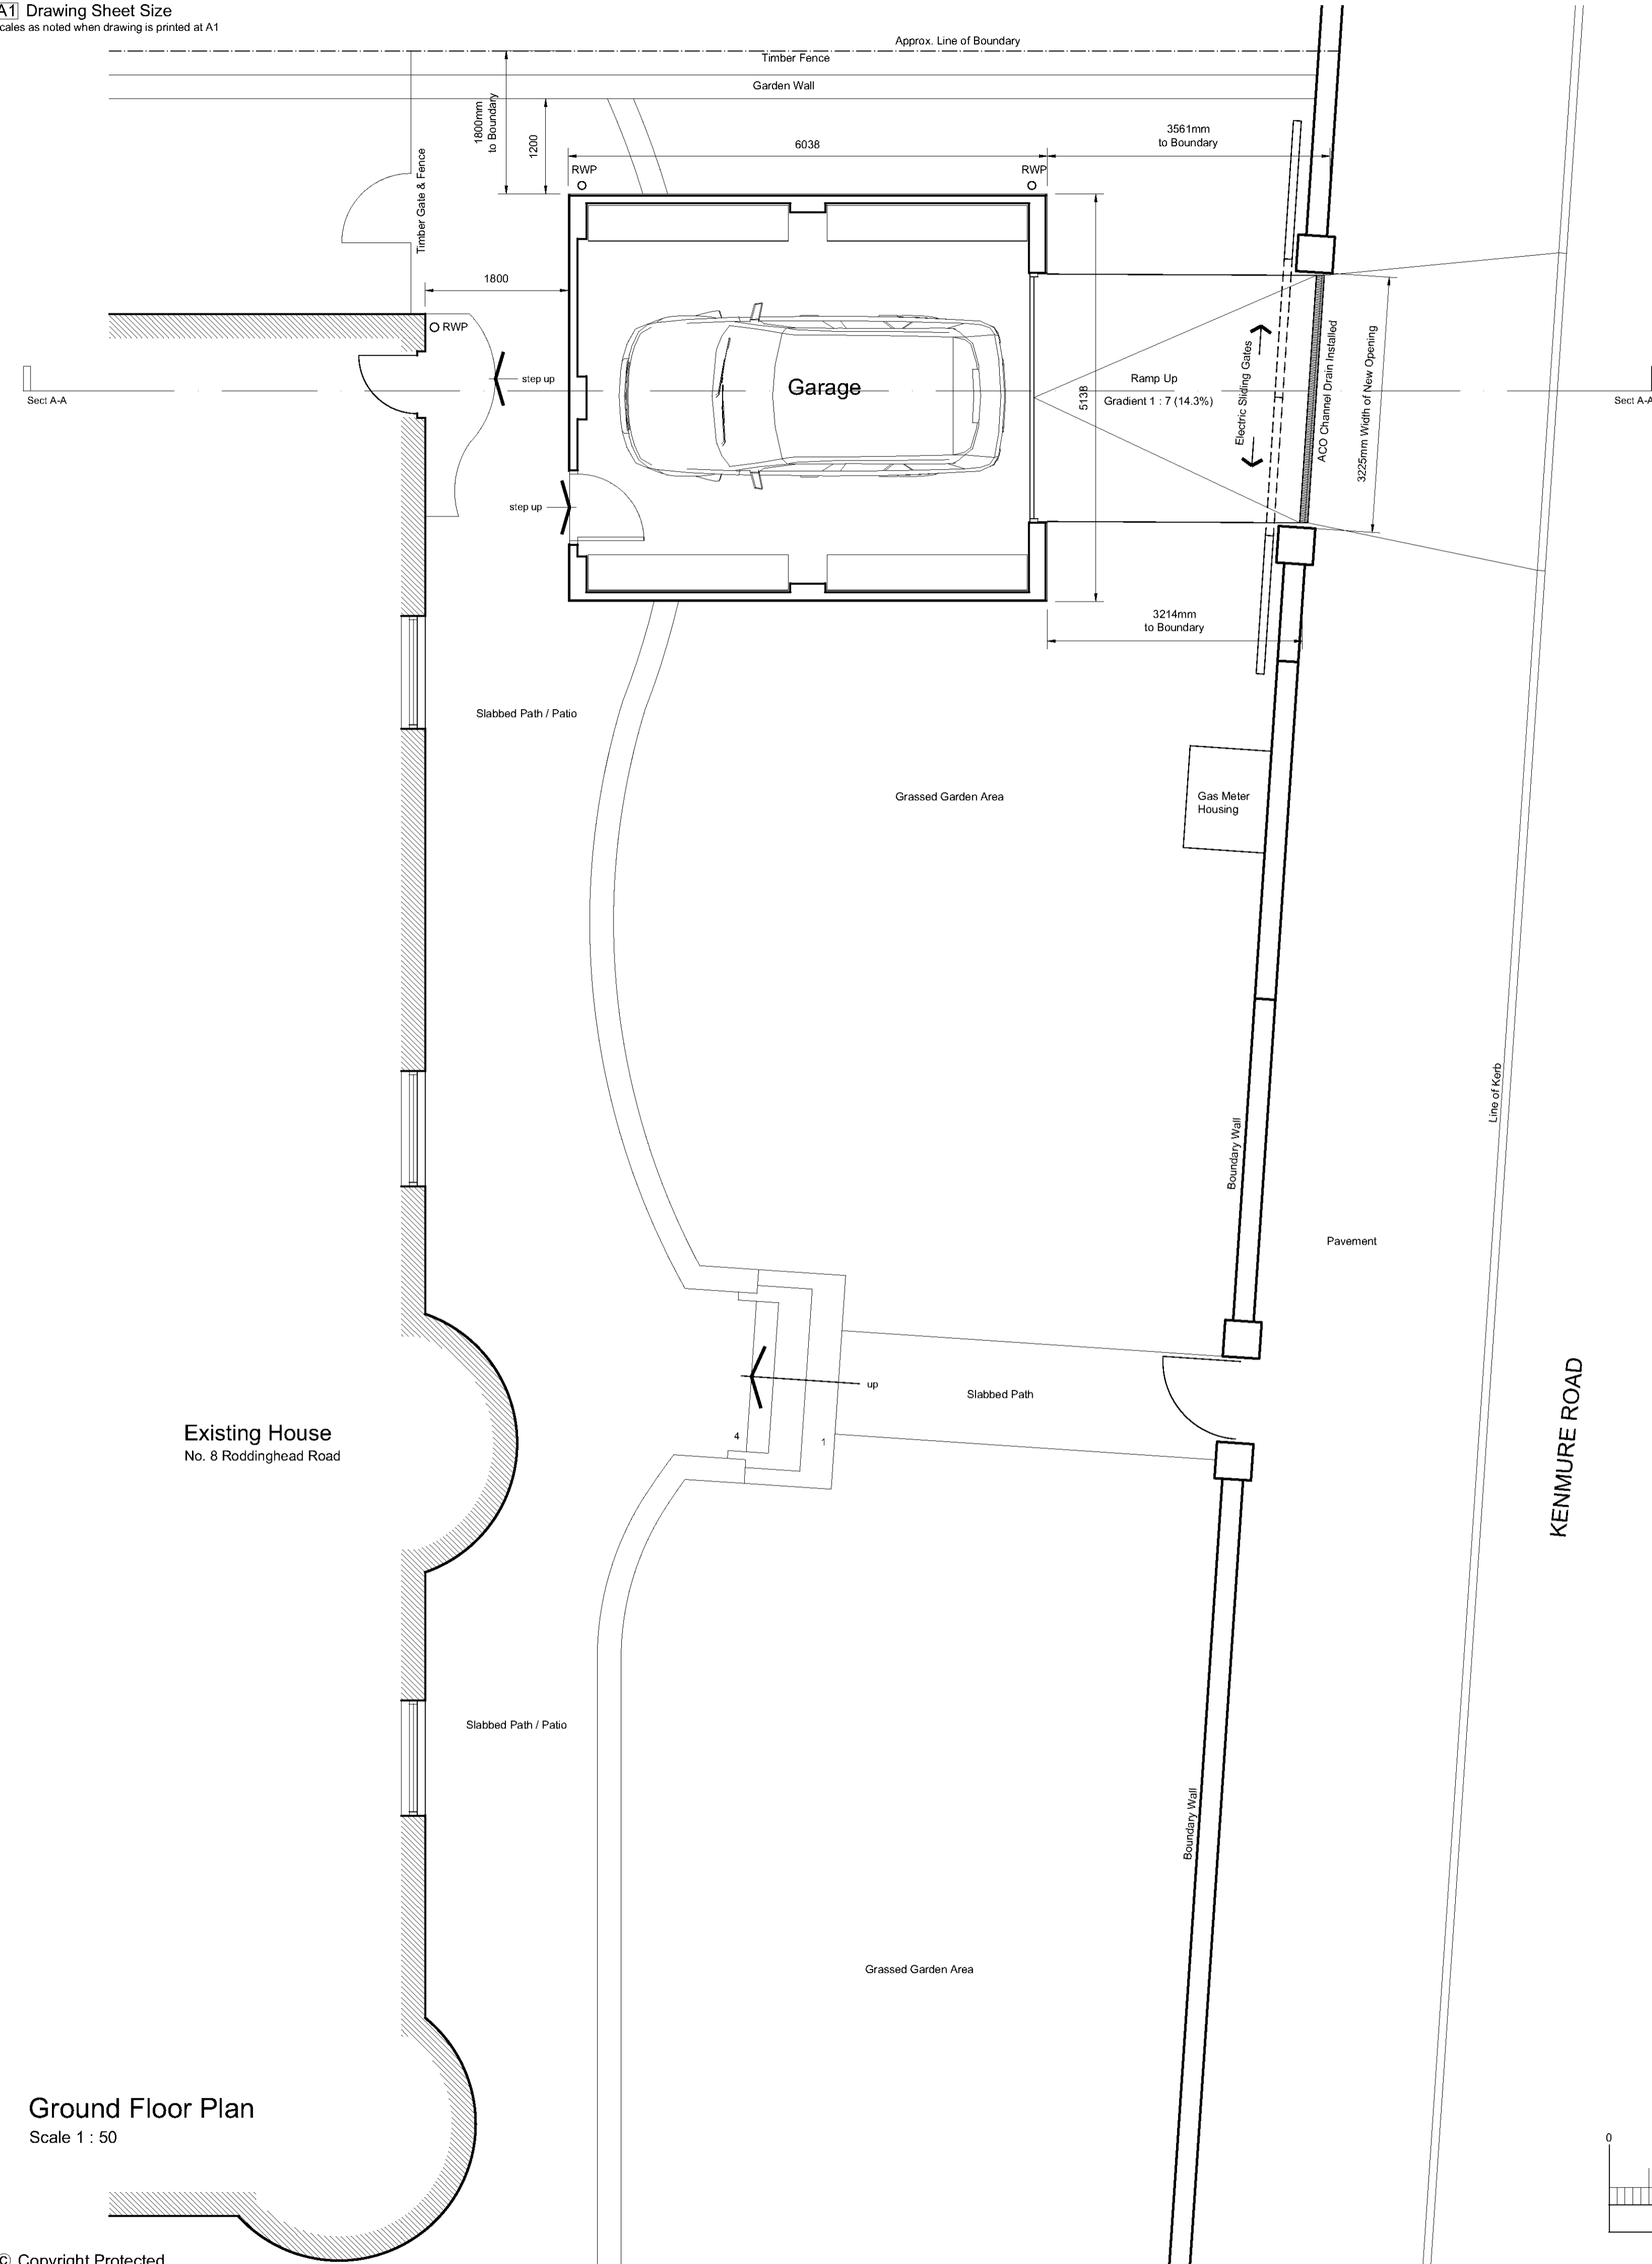 A1 Drawing Sheet Size
cales as noted when drawing is printed at A1
Approx. Line of Boundary
Timber Fence
Garden Wall
1800mm
to Boundary
1200
6038
3561mm
to Boundary
RWP
RWP
Timber Gate & Fence
1800
RWP
step up
Garage
5138
Ramp Up
Gradient 1 : 7 (14.3%)
Electric Sliding Gates
ACO Channel Drain Installed
3225mm Width of New Opening
Sect A-A
Sect A-A
step up
3214mm
to Boundary
Slabbed Path / Patio
Grassed Garden Area
Gas Meter
Housing
Line of Kerb
Boundary Wall
Pavement
up
Slabbed Path
4
1
KENMURE ROAD
Existing House
No. 8 Roddinghead Road
Slabbed Path / Patio
Boundary Wall
Grassed Garden Area
Ground Floor Plan
Scale 1 : 50
0
© Copyright Protected